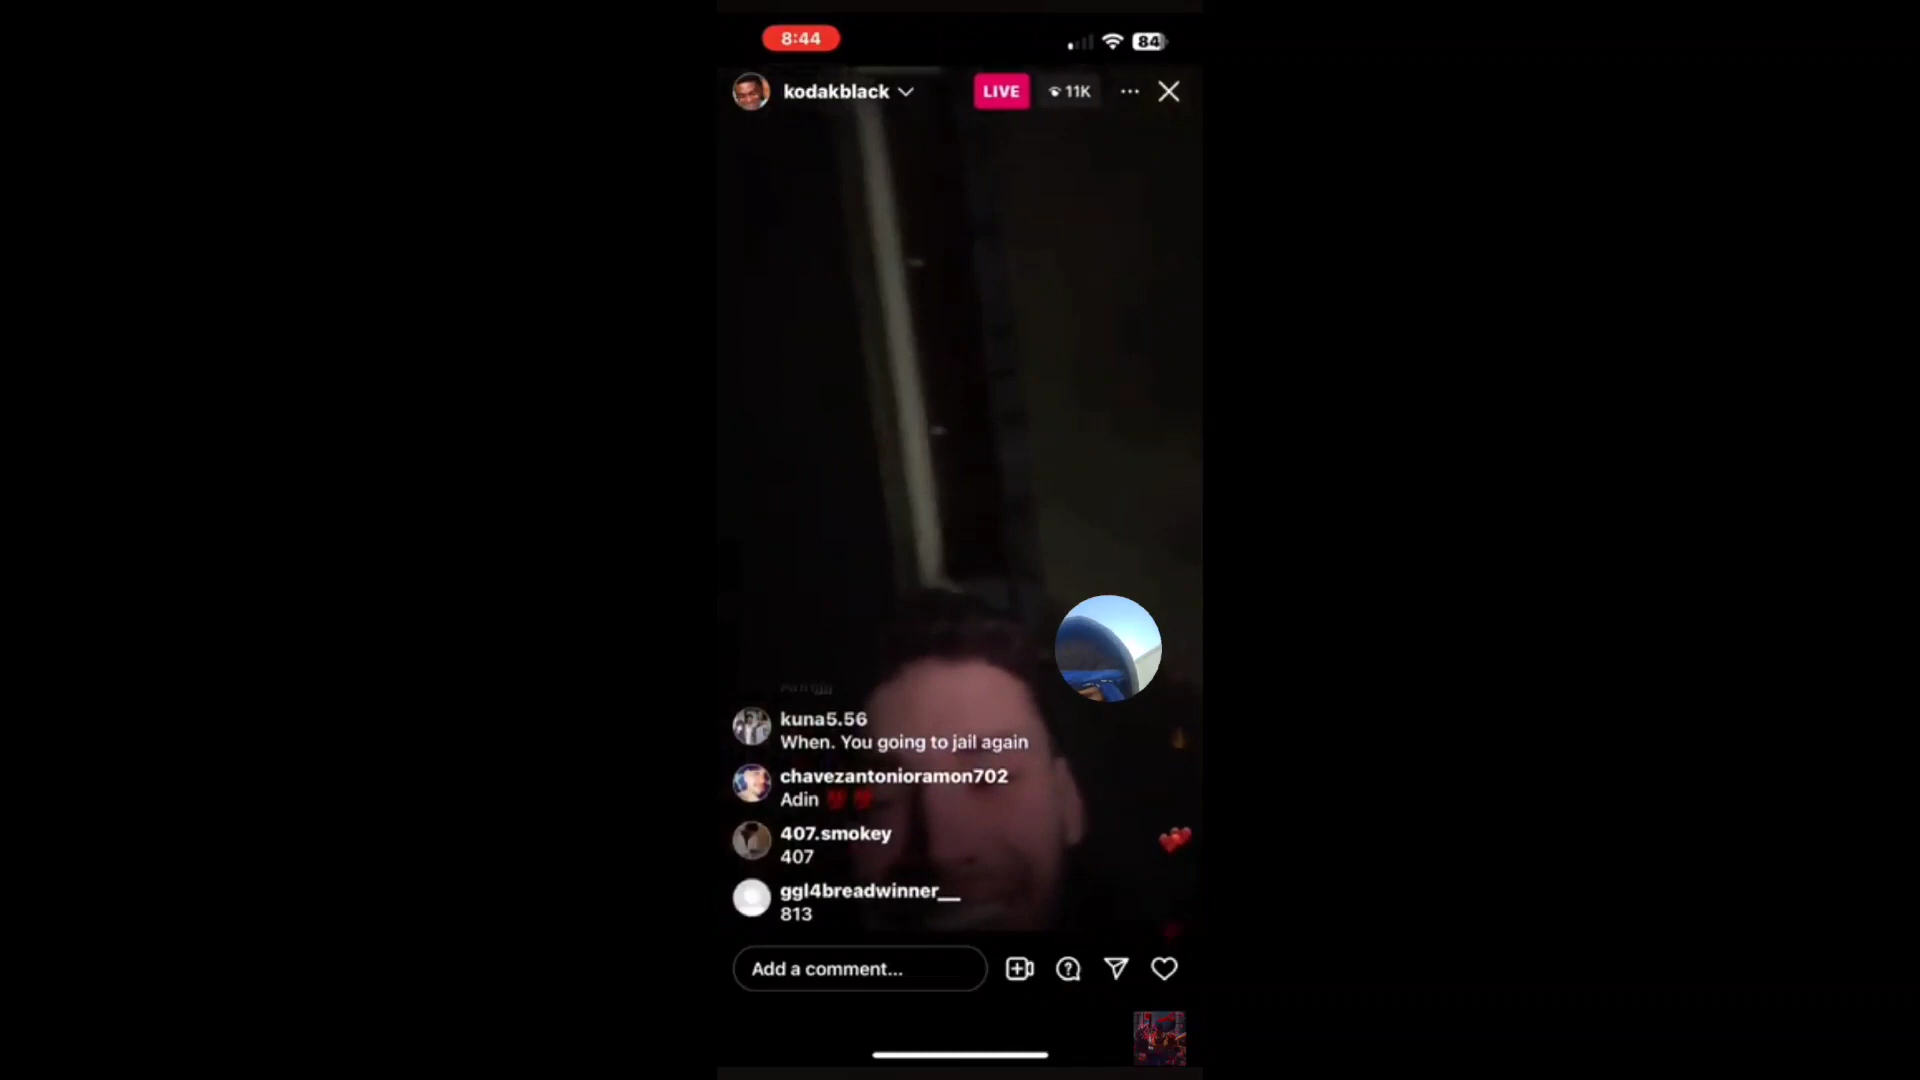 8:44
84
kodakblack
LIVE
11K
kuna5.56
When. You going to jail again
chavezantonioramon702
Adin 💯 💯
407.smokey
407
ggl4breadwinner__
813
Add a comment...